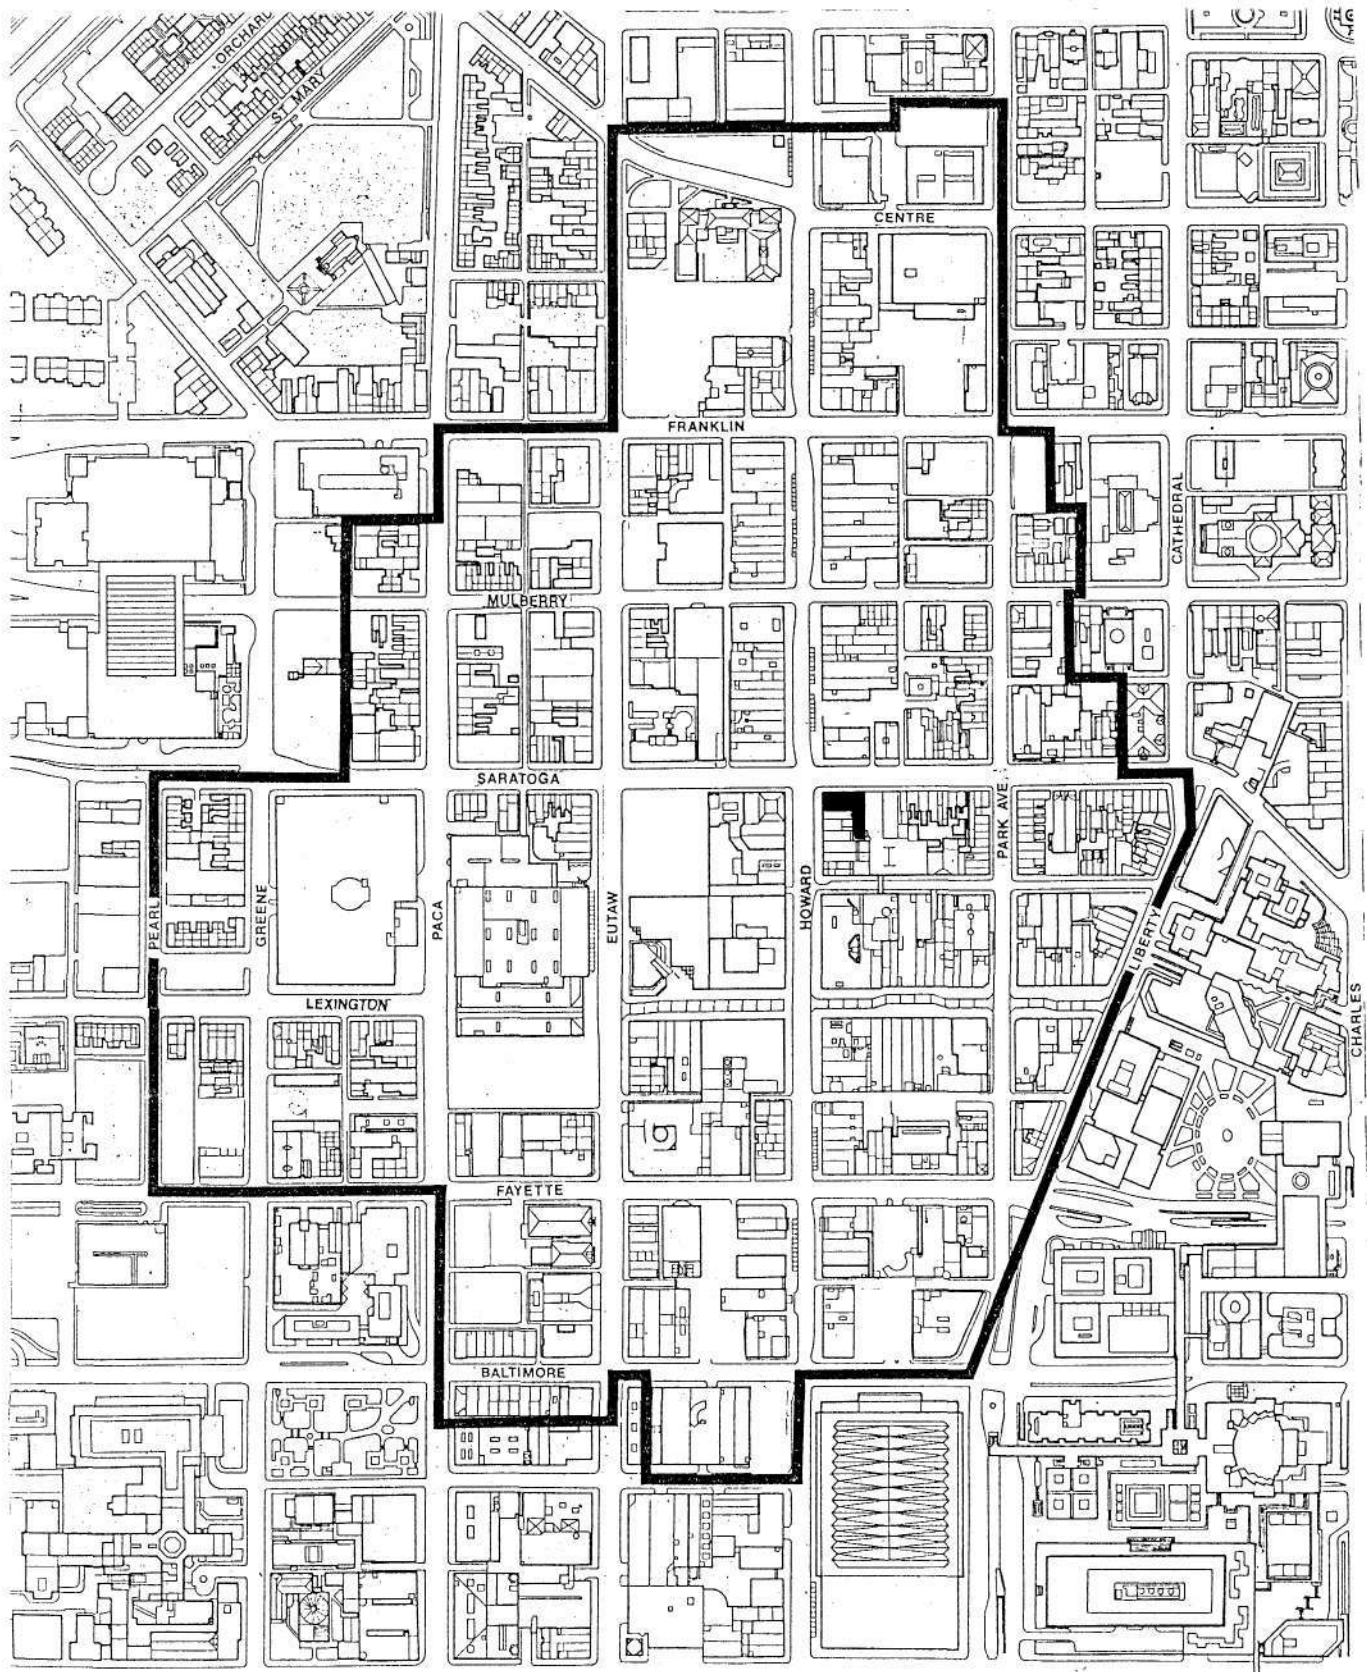 ORCHARD
ST. MARY
CENTRE
FRANKLIN
CATHEDRAL
MULBERRY
SARATOGA
PARK AVE.
PEARL
GREENE
PACA
EUTAW
HOWARD
LIBERTY
LEXINGTON
CHARLES
FAYETTE
BALTIMORE